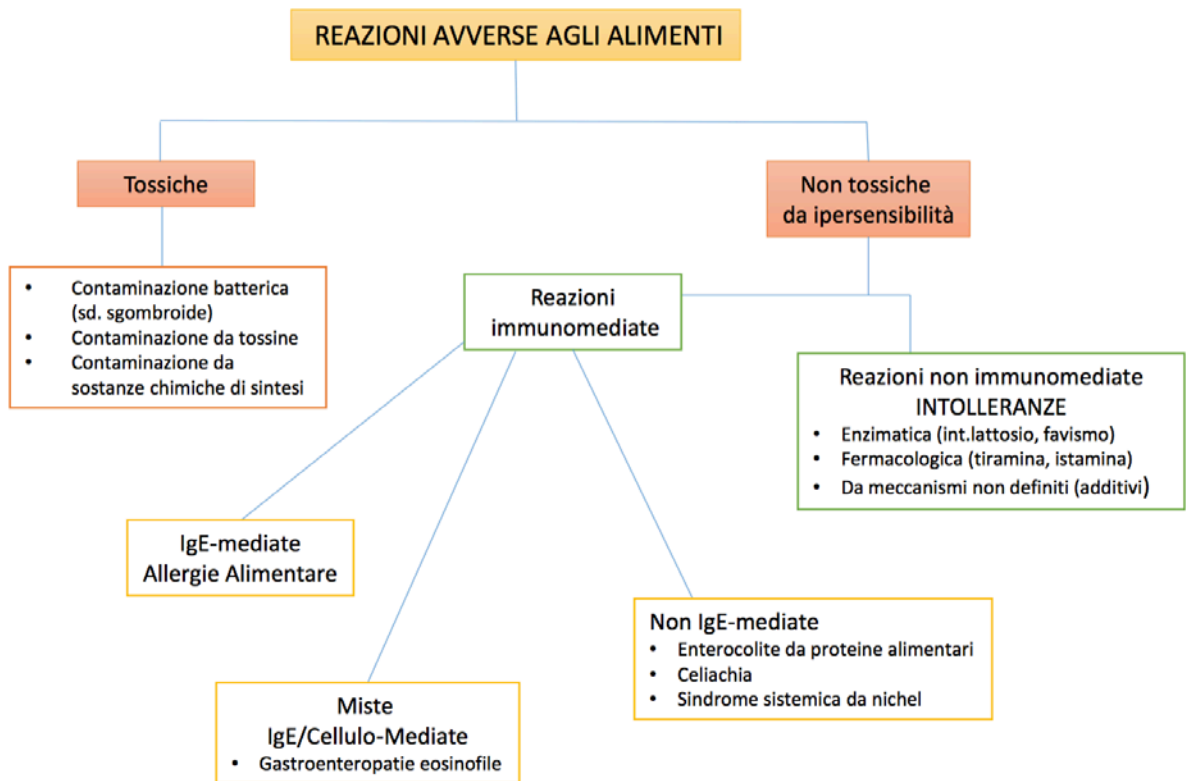 REAZIONI AVVERSE AGLI ALIMENTI
Tossiche
Non tossiche
da ipersensibilità
• Contaminazione batterica
(sd. sgombroide)
• Contaminazione da tossine
• Contaminazione da
sostanze chimiche di sintesi
Reazioni
immunomediate
Reazioni non immunomediate
INTOLLERANZE
• Enzimatica (int.lattosio, favismo)
• Fermacologica (tiramina, istamina)
• Da meccanismi non definiti (additivi)
IgE-mediate
Allergie Alimentare
Non IgE-mediate
• Enterocolite da proteine alimentari
• Celiachia
• Sindrome sistemica da nichel
Miste
IgE/Cellulo-Mediate
• Gastroenteropatie eosinofile